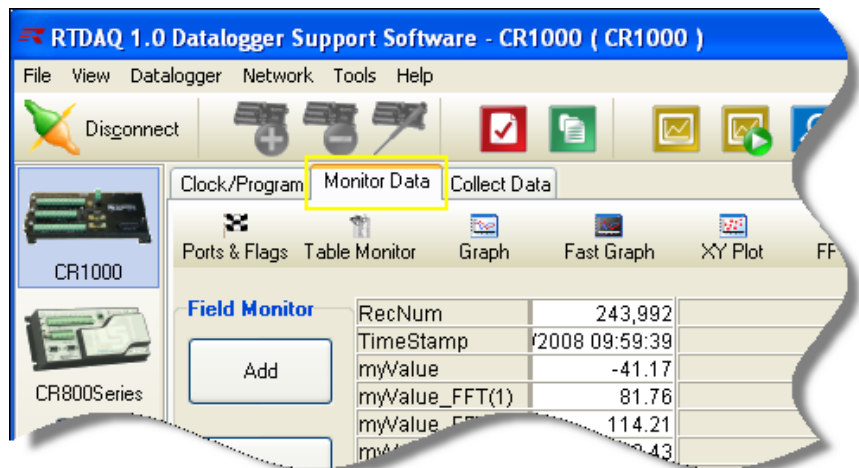 RTDAQ 1.0 Datalogger Support Software - CR1000 ( CR1000 )
File View Datalogger Network Tools Help
Disconnect
Clock/Program Monitor Data Collect Data
Ports & Flags Table Monitor Graph Fast Graph XY Plot
CR1000
Field Monitor
RecNum 243,992
TimeStamp /2008 09:59:39
Add
myValue -41.17
CR800Series
myValue_FFT(1) 81.76
114.21